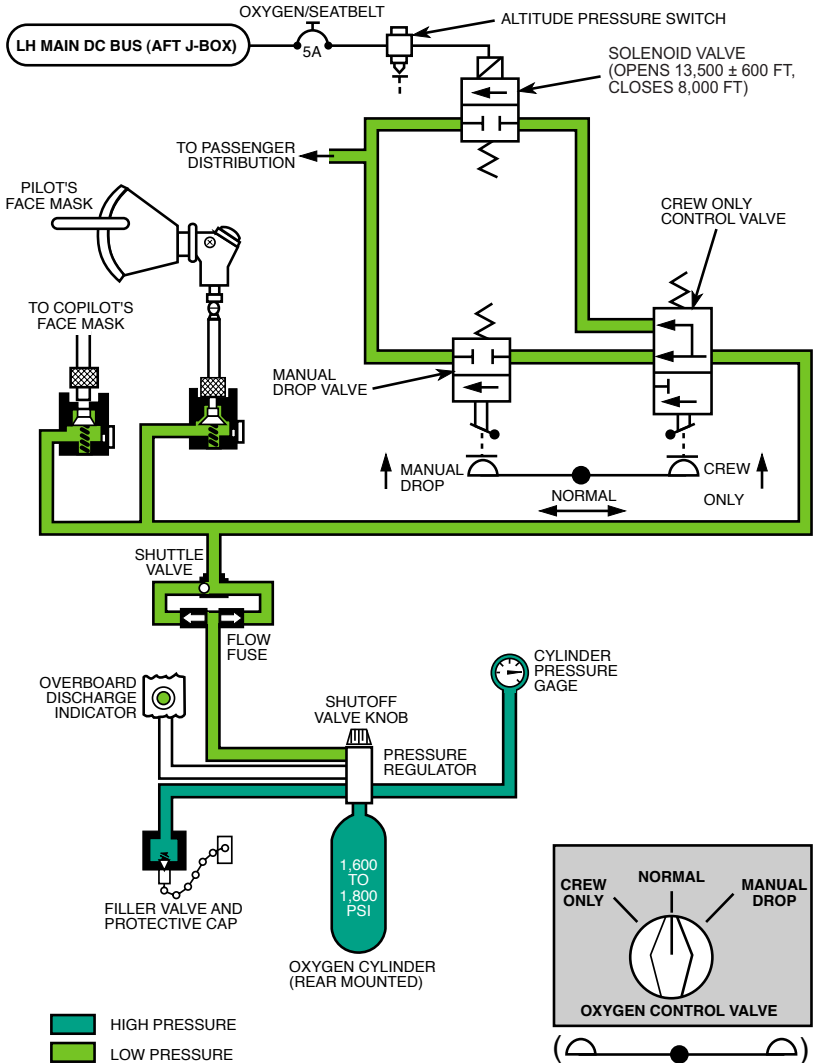 OXYGEN/SEATBELT
ALTITUDE PRESSURE SWITCH
LH MAIN DC BUS (AFT J-BOX)
5A
SOLENOID VALVE
(OPENS 13,500 ± 600 FT,
CLOSES 8,000 FT)
TO PASSENGER
DISTRIBUTION
PILOT'S
FACE MASK
CREW ONLY
CONTROL VALVE
TO COPILOT'S
FACE MASK
MANUAL
DROP VALVE
MANUAL
DROP
NORMAL
CREW
ONLY
SHUTTLE
VALVE
FLOW
FUSE
CYLINDER
PRESSURE
GAGE
OVERBOARD
DISCHARGE
INDICATOR
SHUTOFF
VALVE KNOB
PRESSURE
REGULATOR
1,600
TO
1,800
PSI
FILLER VALVE AND
PROTECTIVE CAP
OXYGEN CYLINDER
(REAR MOUNTED)
CREW
ONLY
NORMAL
MANUAL
DROP
OXYGEN CONTROL VALVE
HIGH PRESSURE
LOW PRESSURE